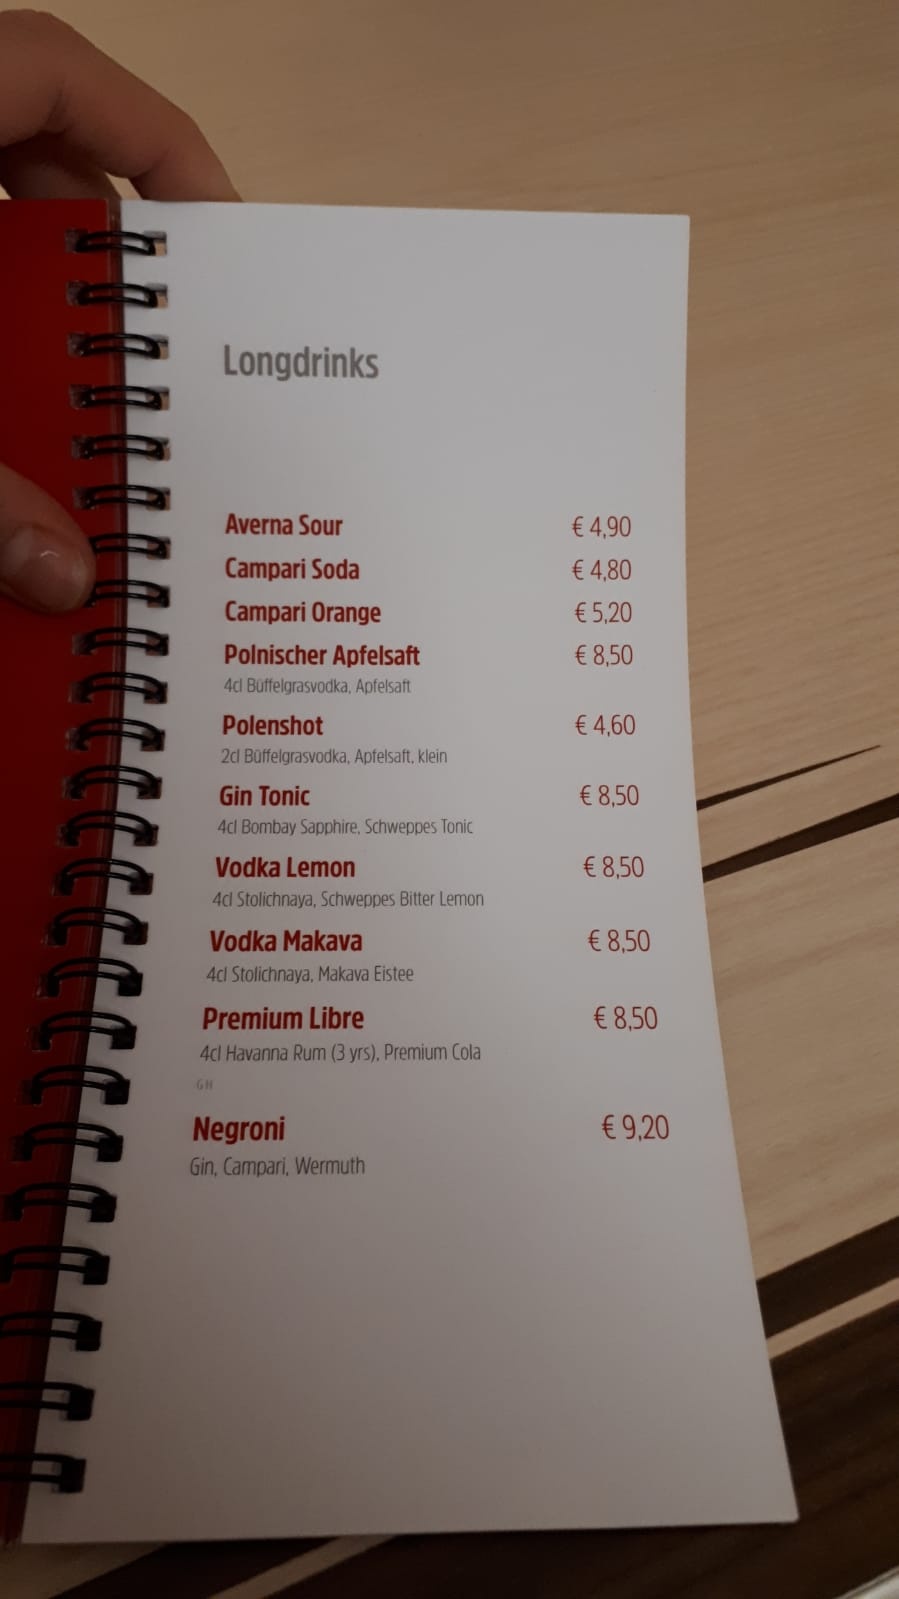 Longdrinks
Averna Sour € 4,90
Campari Soda € 4,80
Campari Orange € 5,20
Polnischer Apfelsaft € 8,50
4cl Büffelgrasvodka, Apfelsaft
Polenshot € 4,60
2cl Büffelgrasvodka, Apfelsaft, klein
Gin Tonic € 8,50
4cl Bombay Sapphire, Schweppes Tonic
Vodka Lemon € 8,50
4cl Stolichnaya, Schweppes Bitter Lemon
Vodka Makava € 8,50
4cl Stolichnaya, Makava Eistee
Premium Libre € 8,50
4cl Havanna Rum (3 yrs), Premium Cola
GH
Negroni € 9,20
Gin, Campari, Wermuth